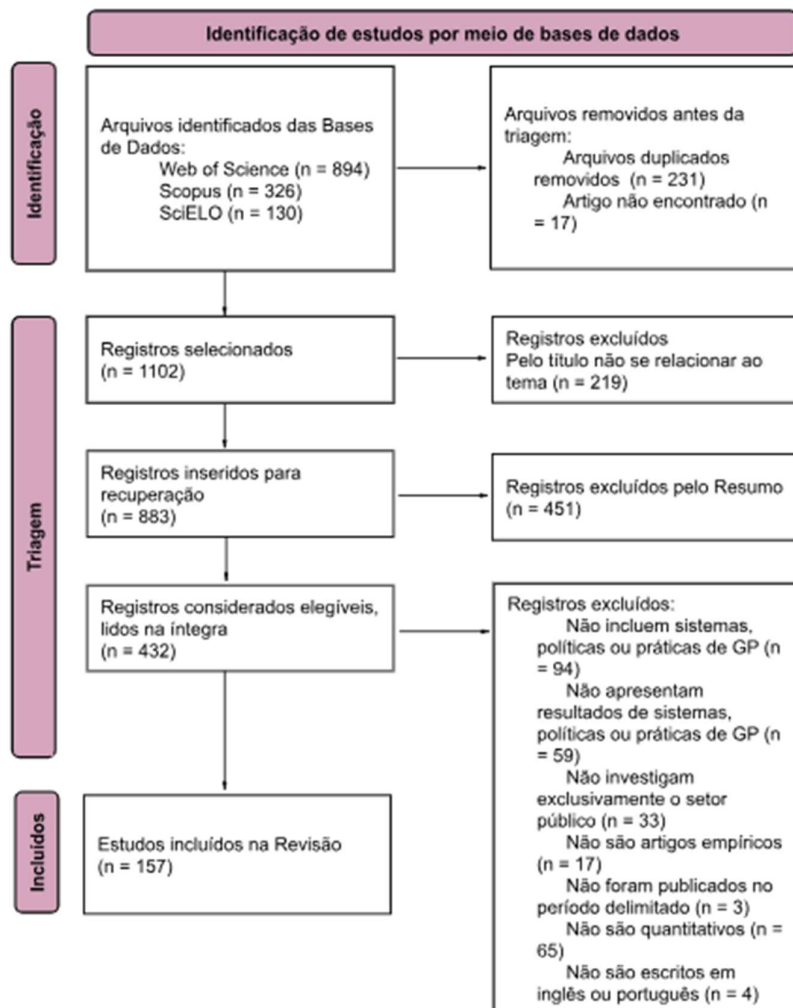 Identificação de estudos por meio de bases de dados
Identificação
Arquivos identificados das Bases
de Dados:
Web of Science (n = 894)
Scopus (n = 326)
SciELO (n = 130)
Arquivos removidos antes da
triagem:
Arquivos duplicados
removidos (n = 231)
Artigo não encontrado (n
= 17)
Triagem
Registros selecionados
(n = 1102)
Registros excluídos
Pelo título não se relacionar ao
tema (n = 219)
Registros inseridos para
recuperação
(n = 883)
Registros excluídos pelo Resumo
(n = 451)
Registros considerados elegíveis,
lidos na íntegra
(n = 432)
Registros excluídos:
Não incluem sistemas,
políticas ou práticas de GP (n
= 94)
Não apresentam
resultados de sistemas,
políticas ou práticas de GP (n
= 59)
Não investigam
exclusivamente o setor
público (n = 33)
Não são artigos empíricos
(n = 17)
Não foram publicados no
período delimitado (n = 3)
Não são quantitativos (n =
65)
Não são escritos em
inglês ou português (n = 4)
Incluídos
Estudos incluídos na Revisão
(n = 157)